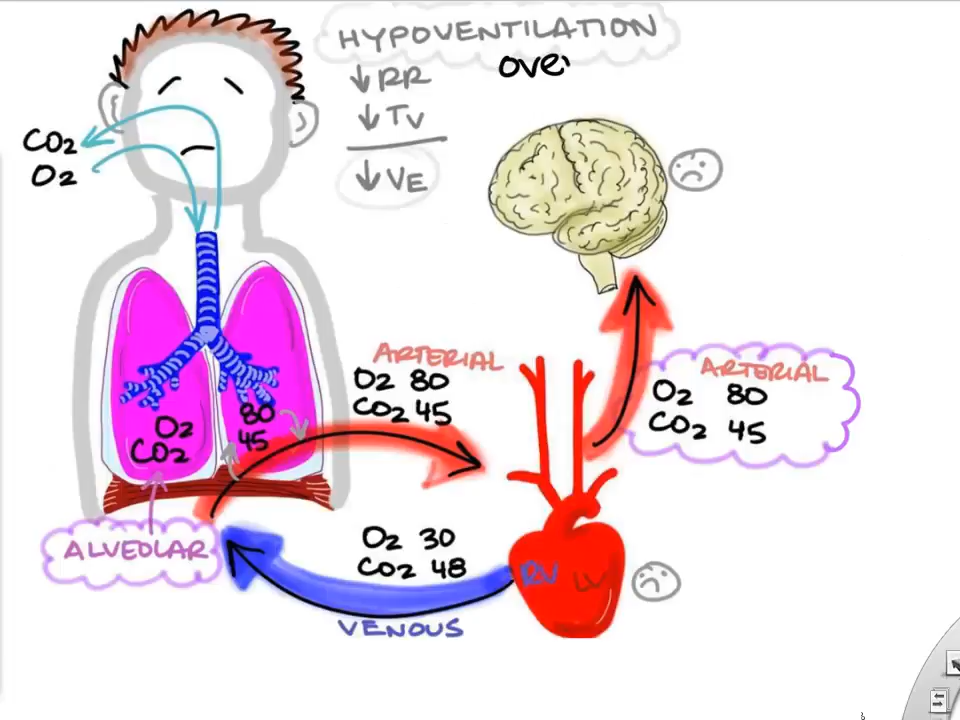 HYPOVENTILATION
ove
↓RR
↓TV
↓VE
CO2
O2
ARTERIAL
O2 80
CO2 45
ARTERIAL
O2 80
CO2 45
O2 80
CO2 45
ALVEOLAR
O2 30
CO2 48
VENOUS
RV LV